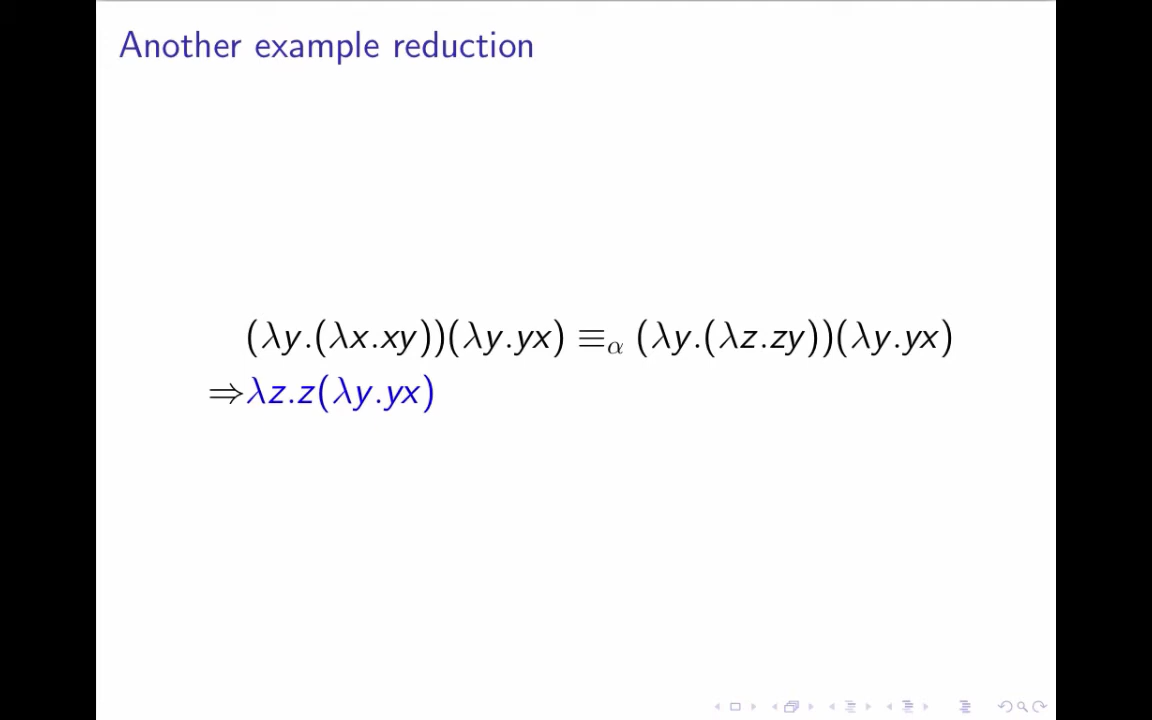 Another example reduction
(λy.(λx.xy))(λy.yx) ≡α (λy.(λz.zy))(λy.yx)
⇒λz.z(λy.yx)